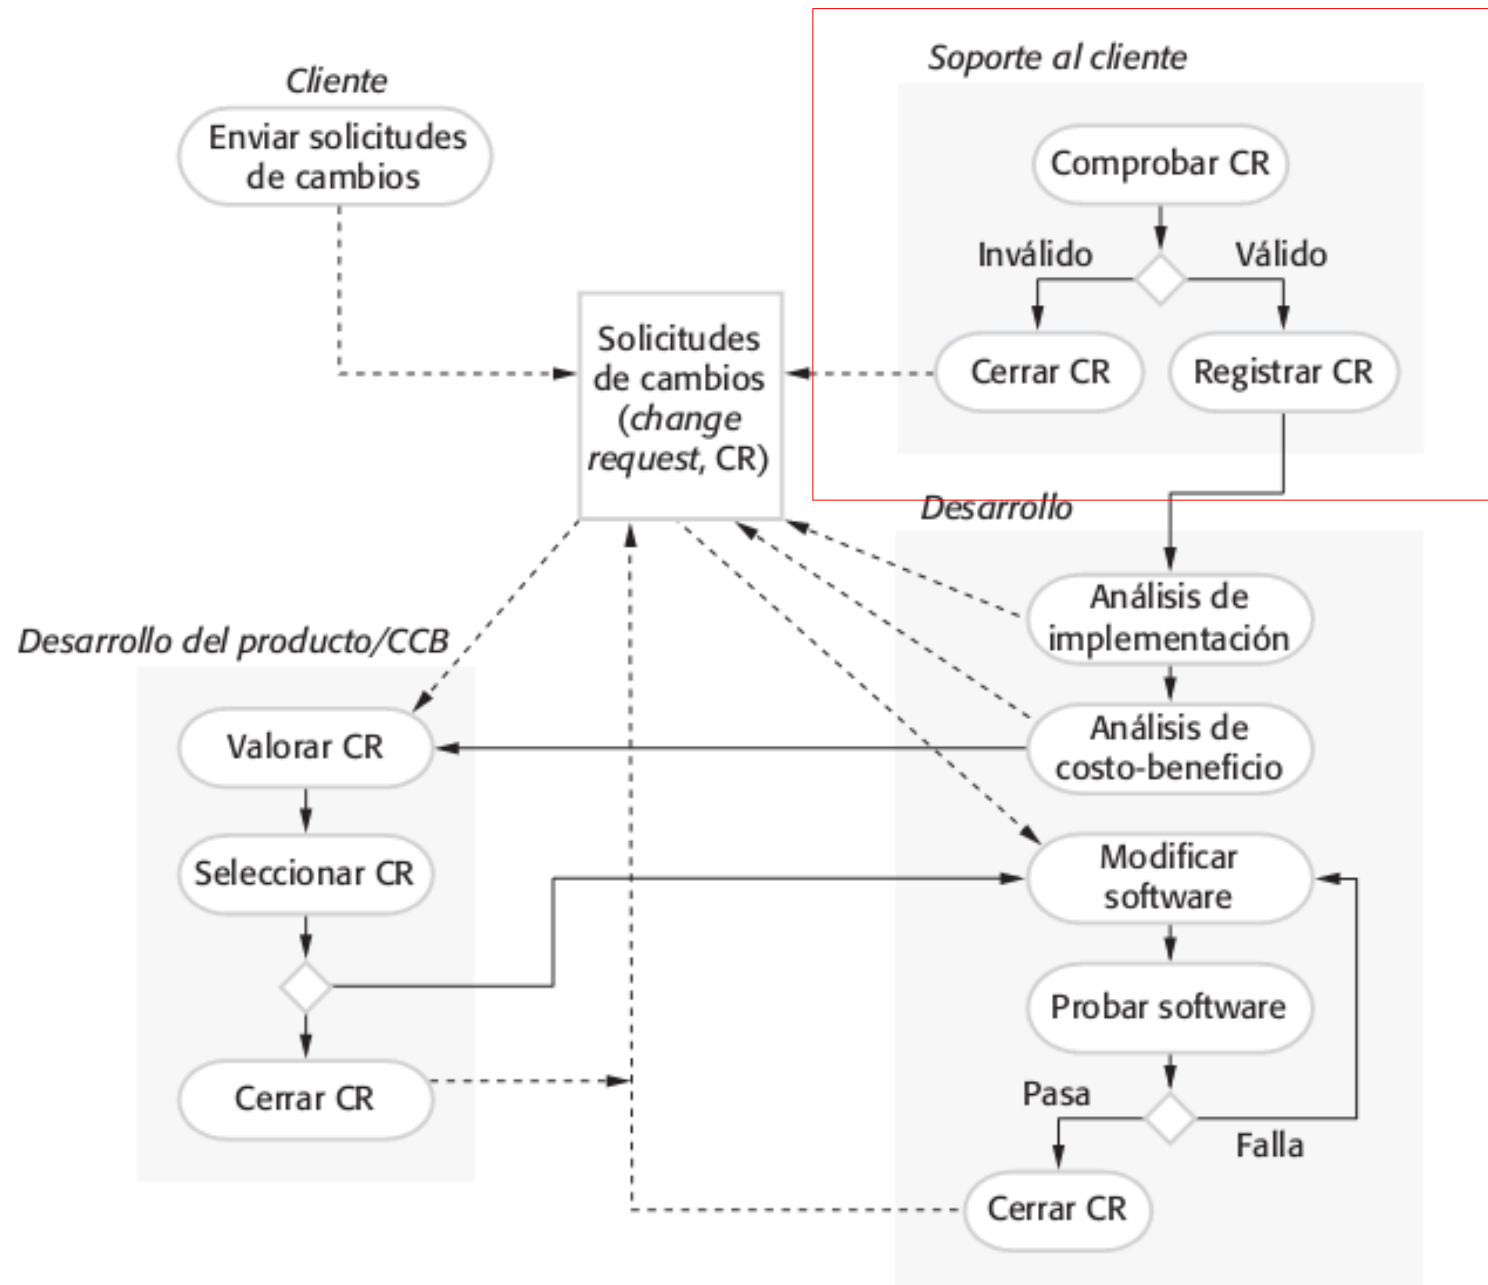 Cliente
Enviar solicitudes
de cambios
Soporte al cliente
Comprobar CR
Inválido
Válido
Cerrar CR
Registrar CR
Solicitudes
de cambios
(change
request, CR)
Desarrollo
Análisis de
implementación
Análisis de
costo-beneficio
Modificar
software
Probar software
Pasa
Falla
Cerrar CR
Desarrollo del producto/CCB
Valorar CR
Seleccionar CR
Cerrar CR